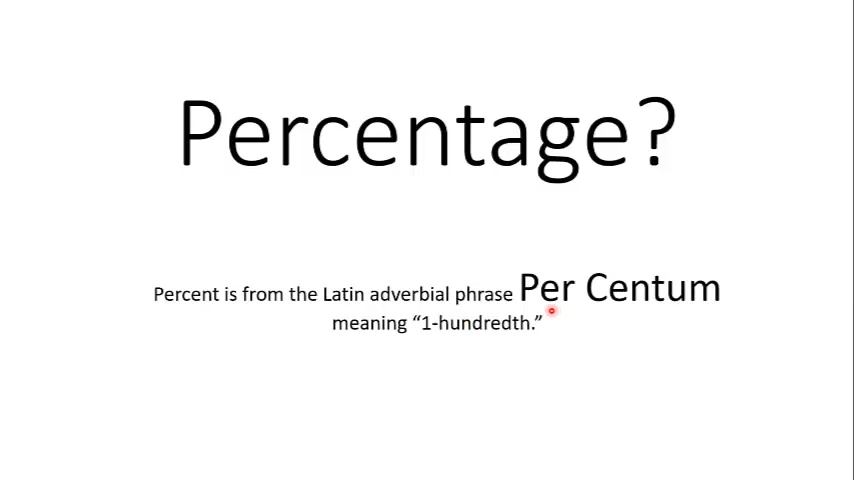 Percentage?
Percent is from the Latin adverbial phrase Per Centum
meaning “1-hundredth.”